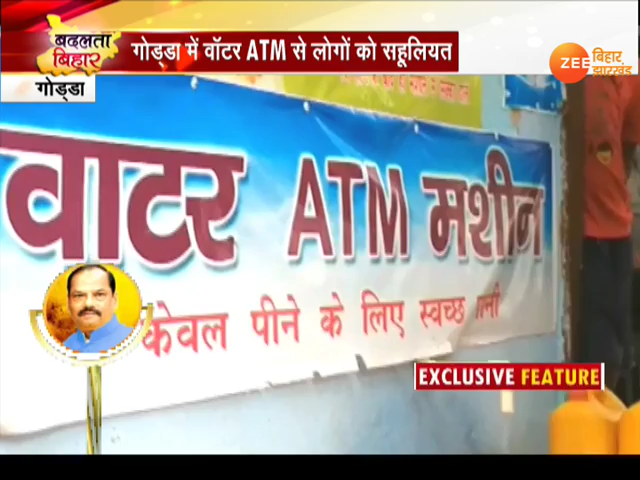 बदलता
बिहार
गोड्डा में वॉटर ATM से लोगों को सहूलियत
गोड्डा
ZEE
बिहार
झारखंड
वाटर ATM मशीन
केवल पीने के लिए स्वच्छ
EXCLUSIVE FEATURE